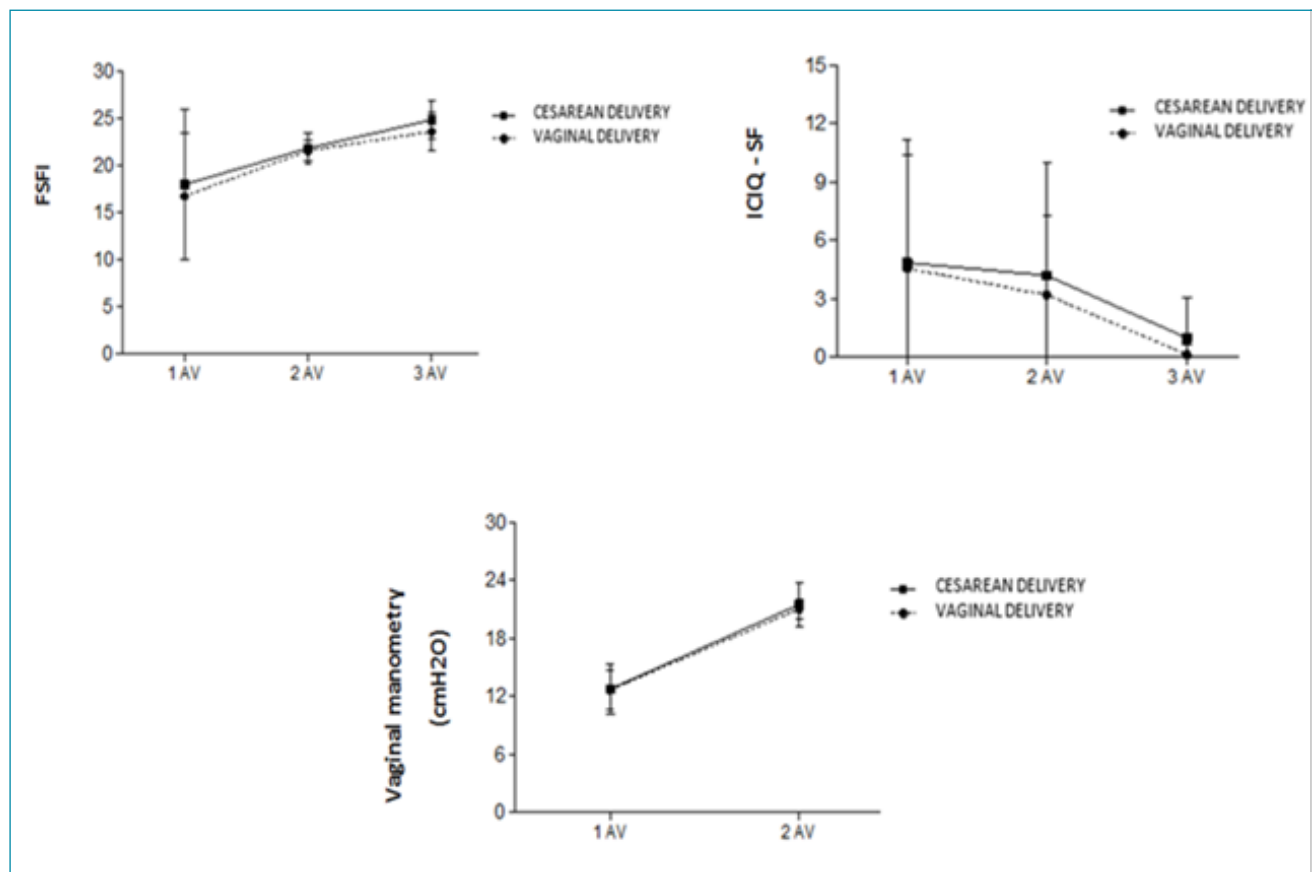 FSFI
30
25
20
15
10
5
0
1 AV 2 AV 3 AV
CESAREAN DELIVERY
VAGINAL DELIVERY
ICIQ - SF
15
12
9
6
3
0
1 AV 2 AV 3 AV
CESAREAN DELIVERY
VAGINAL DELIVERY
Vaginal manometry
(cmH2O)
30
24
18
12
6
0
1 AV 2 AV
CESAREAN DELIVERY
VAGINAL DELIVERY